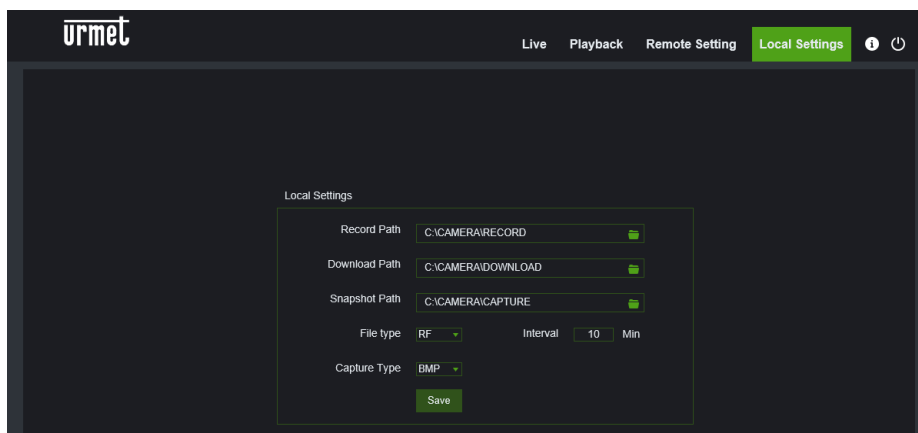 urmet
Live Playback Remote Setting Local Settings
Local Settings
Record Path C:\CAMERA\RECORD
Download Path C:\CAMERA\DOWNLOAD
Snapshot Path C:\CAMERA\CAPTURE
File type RF Interval 10 Min
Capture Type BMP
Save